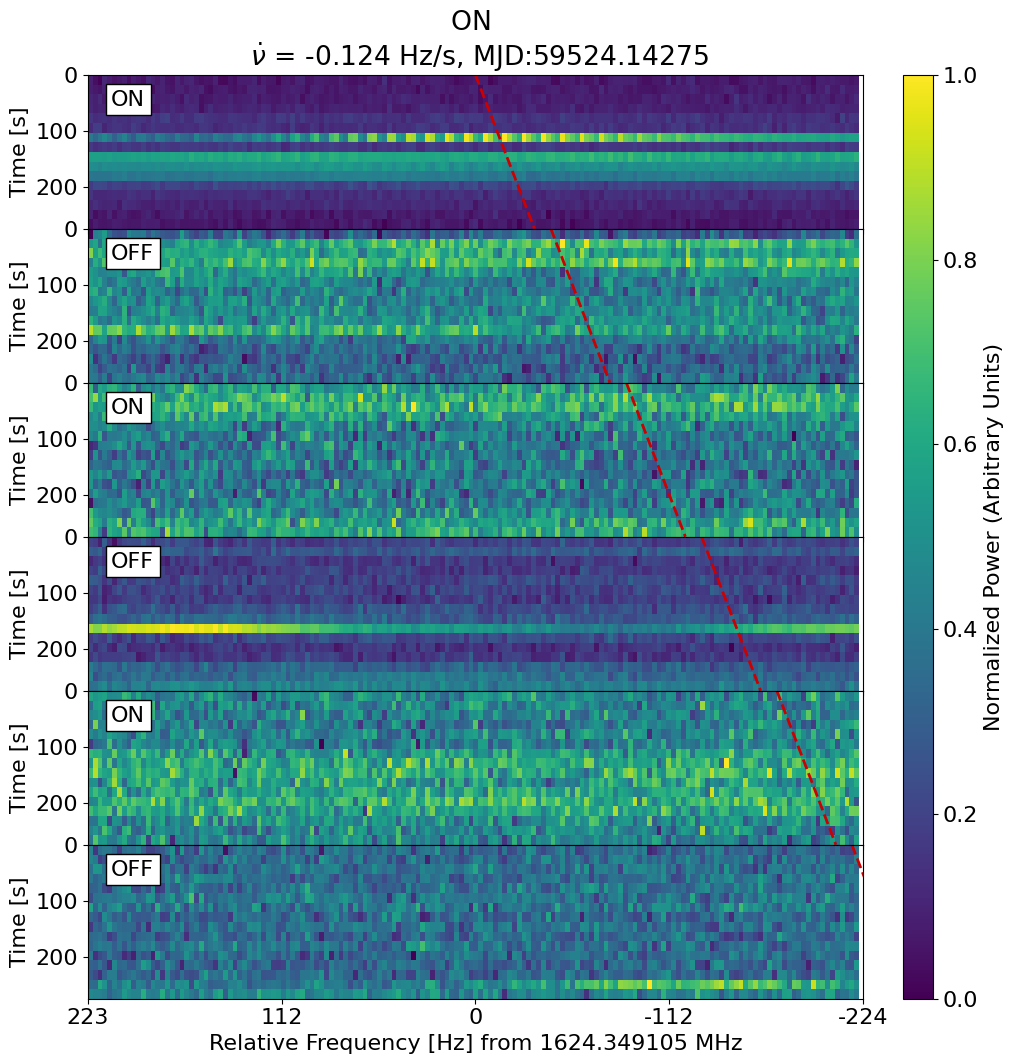 ON
ν̇ = -0.124 Hz/s, MJD:59524.14275
0
ON
100
200
Time [s]
0
OFF
100
200
Time [s]
0
ON
100
200
Time [s]
0
OFF
100
200
Time [s]
0
ON
100
200
Time [s]
0
OFF
100
200
Time [s]
223 112 0 -112 -224
Relative Frequency [Hz] from 1624.349105 MHz
1.0
0.8
0.6
0.4
0.2
0.0
Normalized Power (Arbitrary Units)